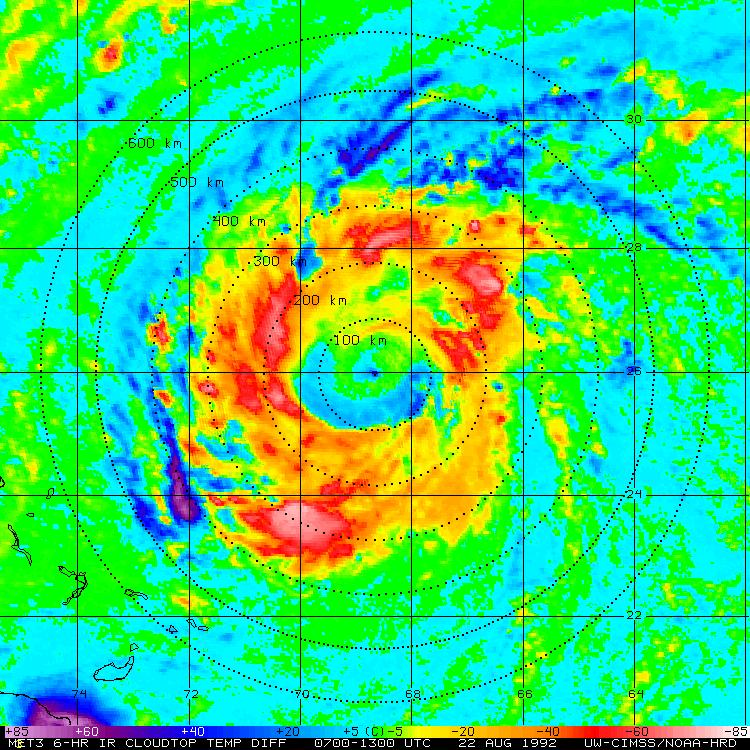 30
600 km
500 km
400 km
28
300 km
200 km
100 km
26
24
22
74 72 70 68 66 64
+85 +60 +40 +20 +5 (C)-5 -20 -40 -60 -85
MET3 6-HR IR CLOUDTOP TEMP DIFF 0700-1300 UTC 22 AUG 1992 UW-CIMSS/NOAA HRD